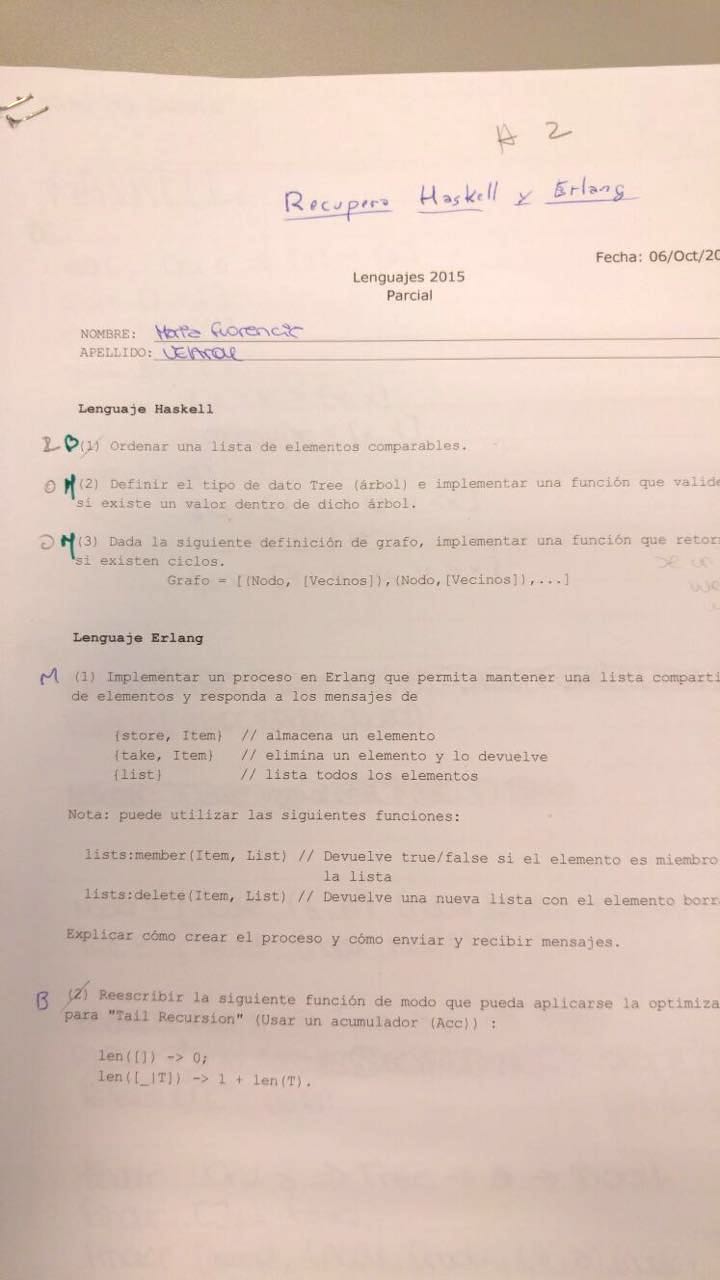 A 2
Recupera Haskell y Erlang
Fecha: 06/Oct/20
Lenguajes 2015
Parcial
NOMBRE: Maria Florencia
APELLIDO:
Lenguaje Haskell
(1) Ordenar una lista de elementos comparables.
O M (2) Definir el tipo de dato Tree (árbol) e implementar una función que valide
si existe un valor dentro de dicho árbol.
M (3) Dada la siguiente definición de grafo, implementar una función que retor
si existen ciclos.
Grafo = [(Nodo, [Vecinos]),(Nodo,[Vecinos]),...]
Lenguaje Erlang
M (1) Implementar un proceso en Erlang que permita mantener una lista comparti
de elementos y responda a los mensajes de
{store, Item} // almacena un elemento
{take, Item} // elimina un elemento y lo devuelve
{list} // lista todos los elementos
Nota: puede utilizar las siguientes funciones:
lists:member(Item, List) // Devuelve true/false si el elemento es miembro
la lista
lists:delete(Item, List) // Devuelve una nueva lista con el elemento borr
Explicar cómo crear el proceso y cómo enviar y recibir mensajes.
B (2) Reescribir la siguiente función de modo que pueda aplicarse la optimiza
para "Tail Recursion" (Usar un acumulador (Acc)) :
len([]) -> 0;
len([_|T]) -> 1 + len(T).